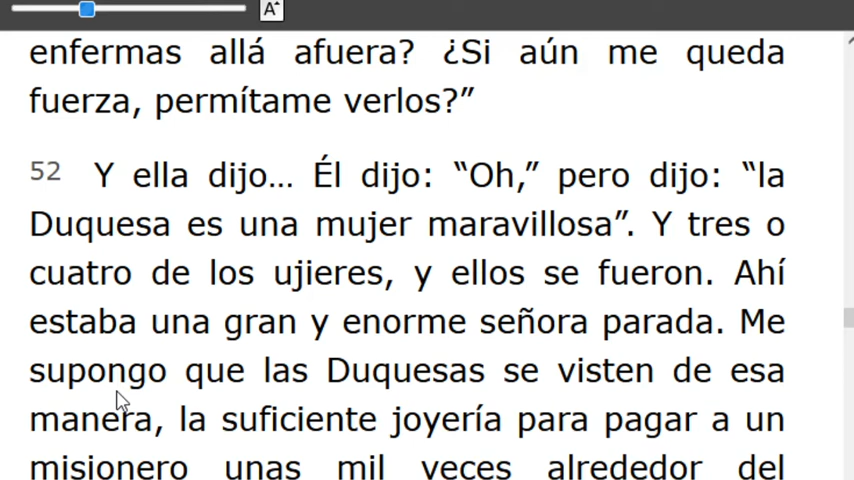 A
enfermas allá afuera? ¿Si aún me queda
fuerza, permítame verlos?”
52 Y ella dijo… Él dijo: “Oh,” pero dijo: “la
Duquesa es una mujer maravillosa”. Y tres o
cuatro de los ujieres, y ellos se fueron. Ahí
estaba una gran y enorme señora parada. Me
supongo que las Duquesas se visten de esa
manera, la suficiente joyería para pagar a un
misionero unas mil veces alrededor del